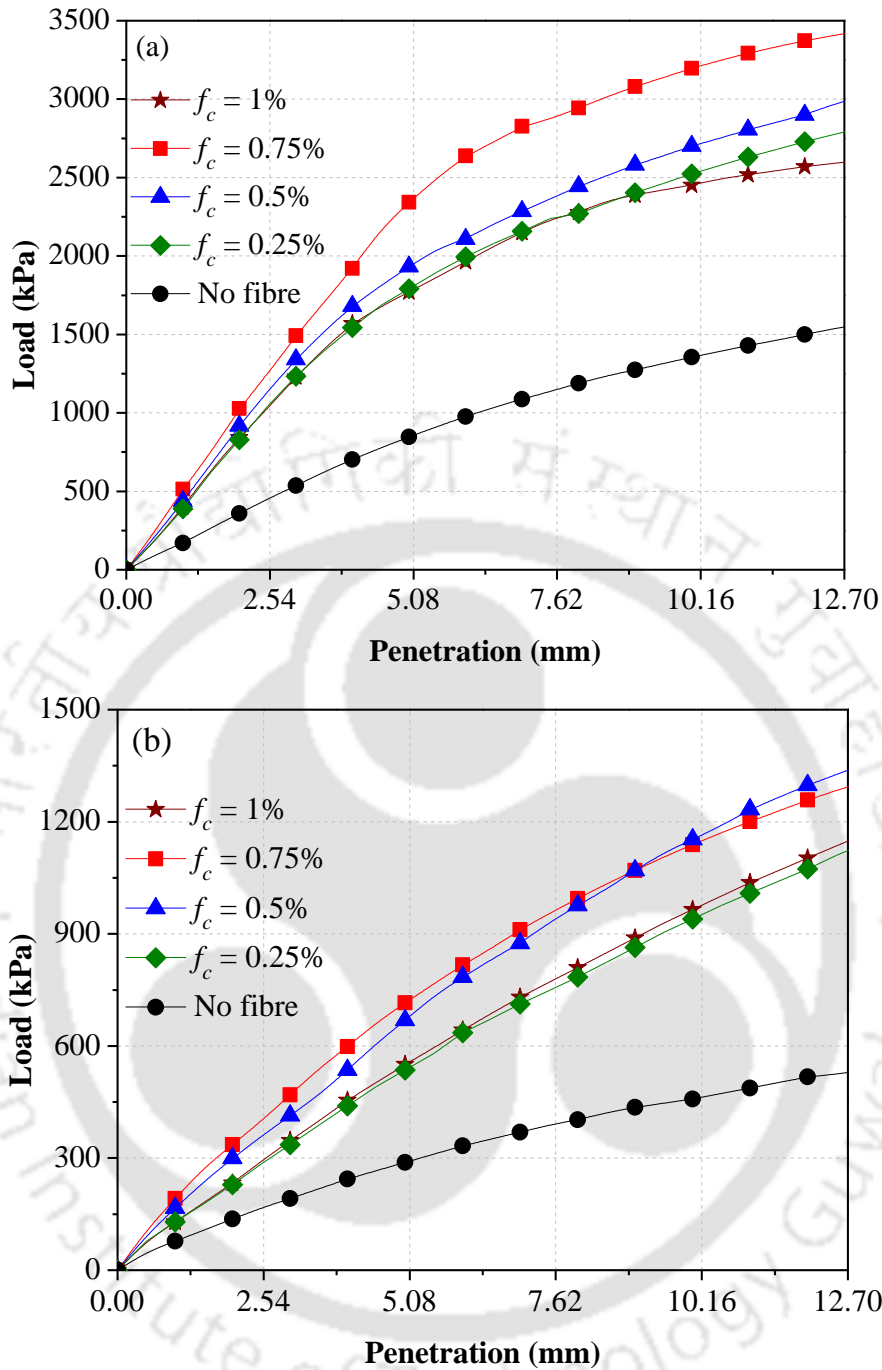 (a)
3500
3000
2500
2000
1500
1000
500
0
Load (kPa)
f_c = 1%
f_c = 0.75%
f_c = 0.5%
f_c = 0.25%
No fibre
0.00 2.54 5.08 7.62 10.16 12.70
Penetration (mm)
(b)
1500
1200
900
600
300
0
Load (kPa)
f_c = 1%
f_c = 0.75%
f_c = 0.5%
f_c = 0.25%
No fibre
0.00 2.54 5.08 7.62 10.16 12.70
Penetration (mm)